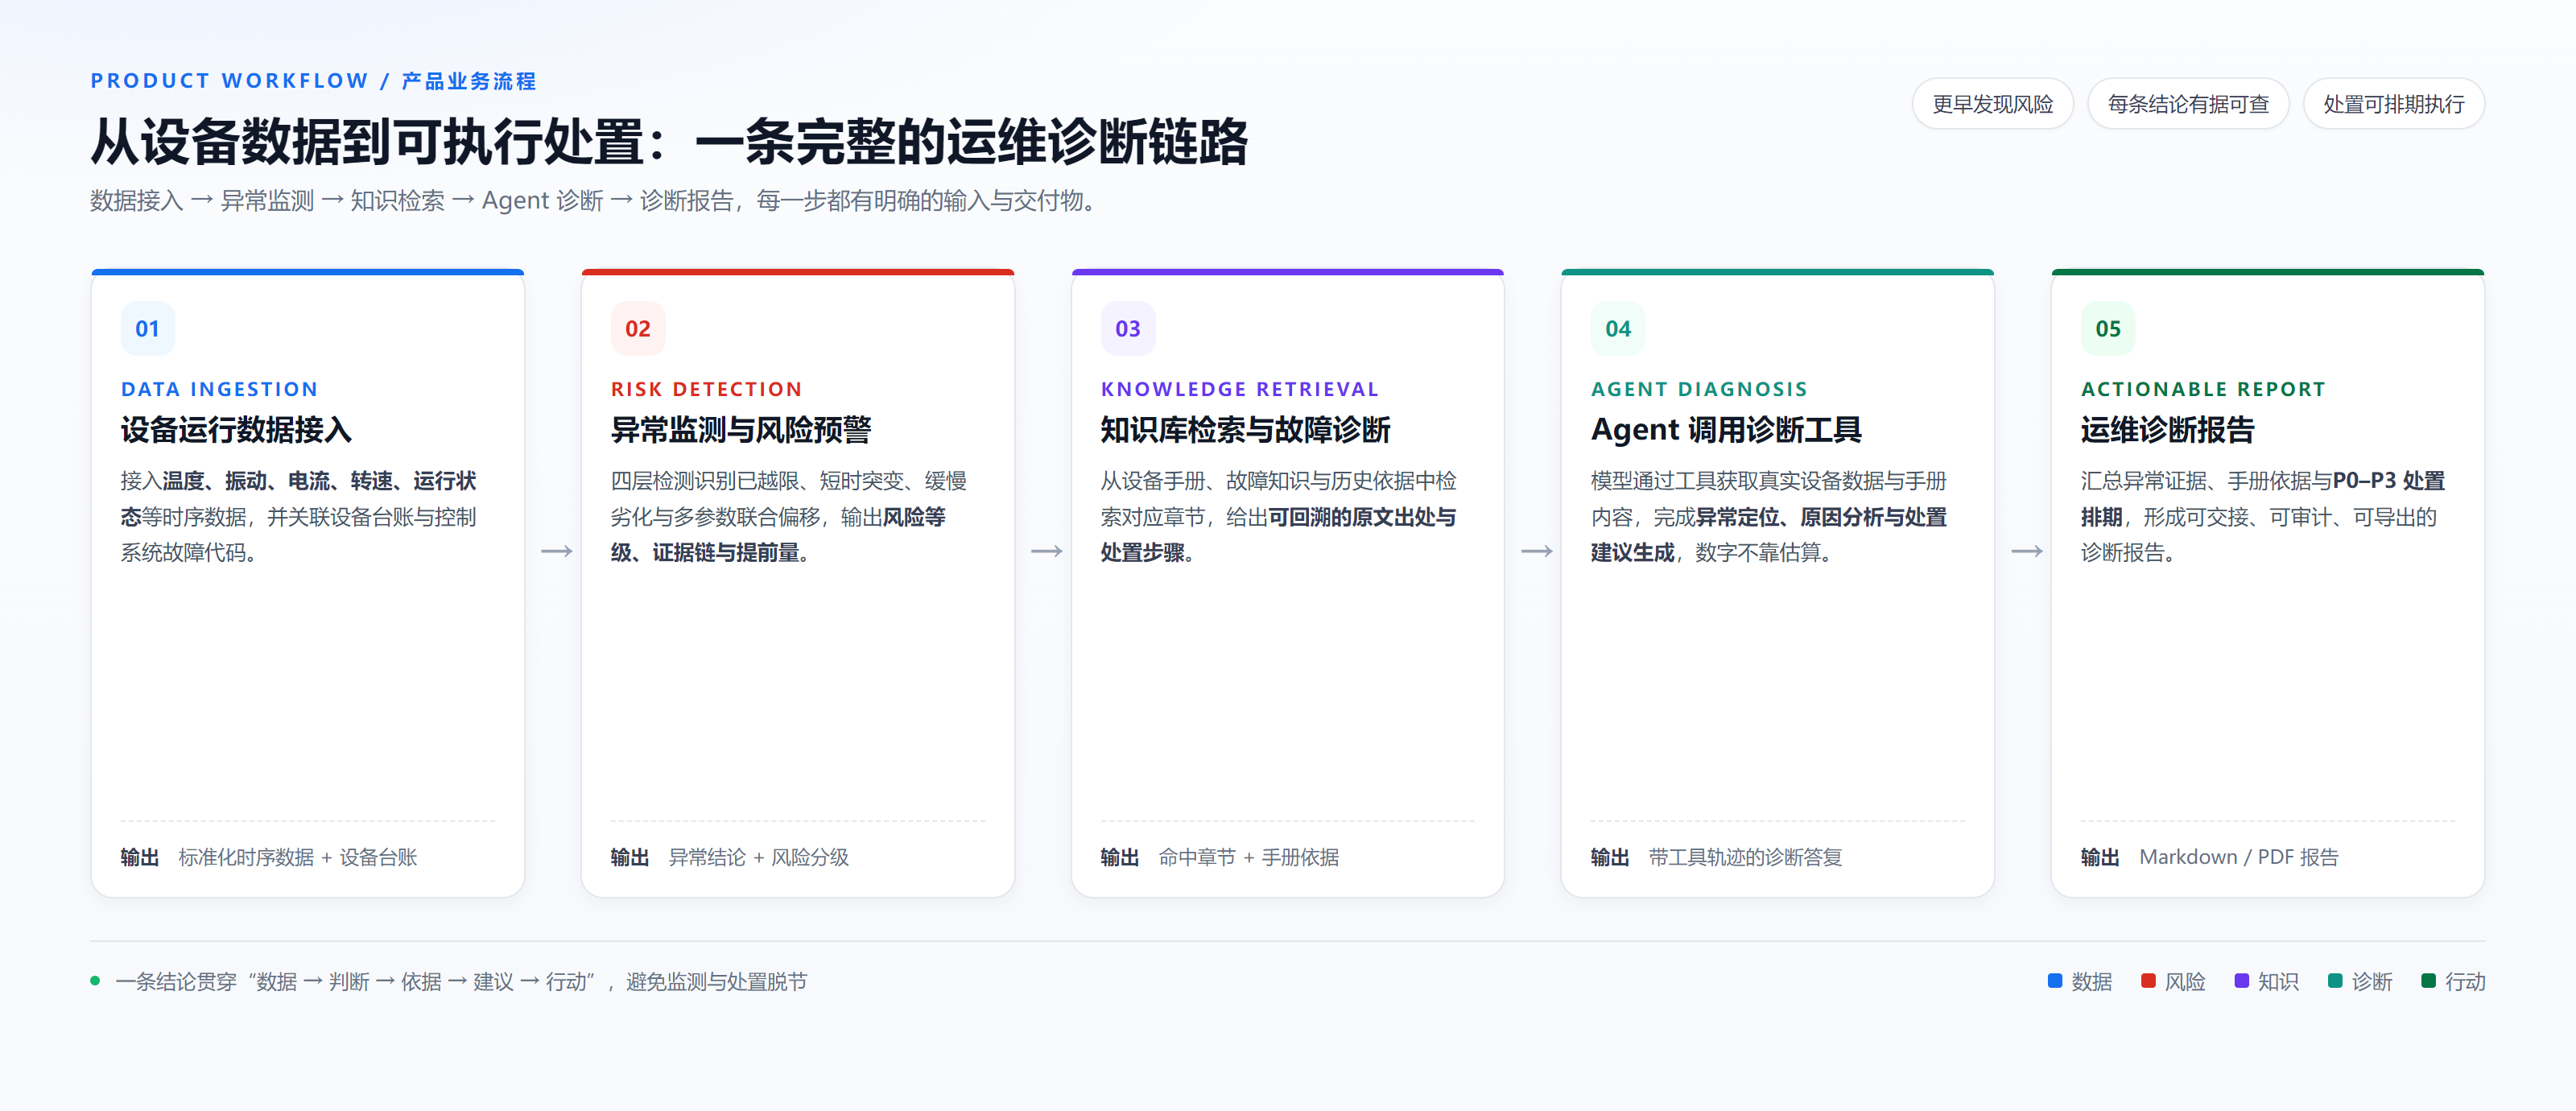 PRODUCT WORKFLOW / 产品业务流程
从设备数据到可执行处置：一条完整的运维诊断链路
数据接入 → 异常监测 → 知识检索 → Agent 诊断 → 诊断报告，每一步都有明确的输入与交付物。
更早发现风险
每条结论有据可查
处置可排期执行
01
DATA INGESTION
设备运行数据接入
接入温度、振动、电流、转速、运行状
态等时序数据，并关联设备台账与控制
系统故障代码。
输出 标准化时序数据 + 设备台账
→
02
RISK DETECTION
异常监测与风险预警
四层检测识别已越限、短时突变、缓慢
劣化与多参数联合偏移，输出风险等
级、证据链与提前量。
输出 异常结论 + 风险分级
→
03
KNOWLEDGE RETRIEVAL
知识库检索与故障诊断
从设备手册、故障知识与历史依据中检
索对应章节，给出可回溯的原文出处与
处置步骤。
输出 命中章节 + 手册依据
→
04
AGENT DIAGNOSIS
Agent 调用诊断工具
模型通过工具获取真实设备数据与手册
内容，完成异常定位、原因分析与处置
建议生成，数字不靠估算。
输出 带工具轨迹的诊断答复
→
05
ACTIONABLE REPORT
运维诊断报告
汇总异常证据、手册依据与P0–P3 处置
排期，形成可交接、可审计、可导出的
诊断报告。
输出 Markdown / PDF 报告
一条结论贯穿“数据 → 判断 → 依据 → 建议 → 行动”，避免监测与处置脱节
数据 风险 知识 诊断 行动